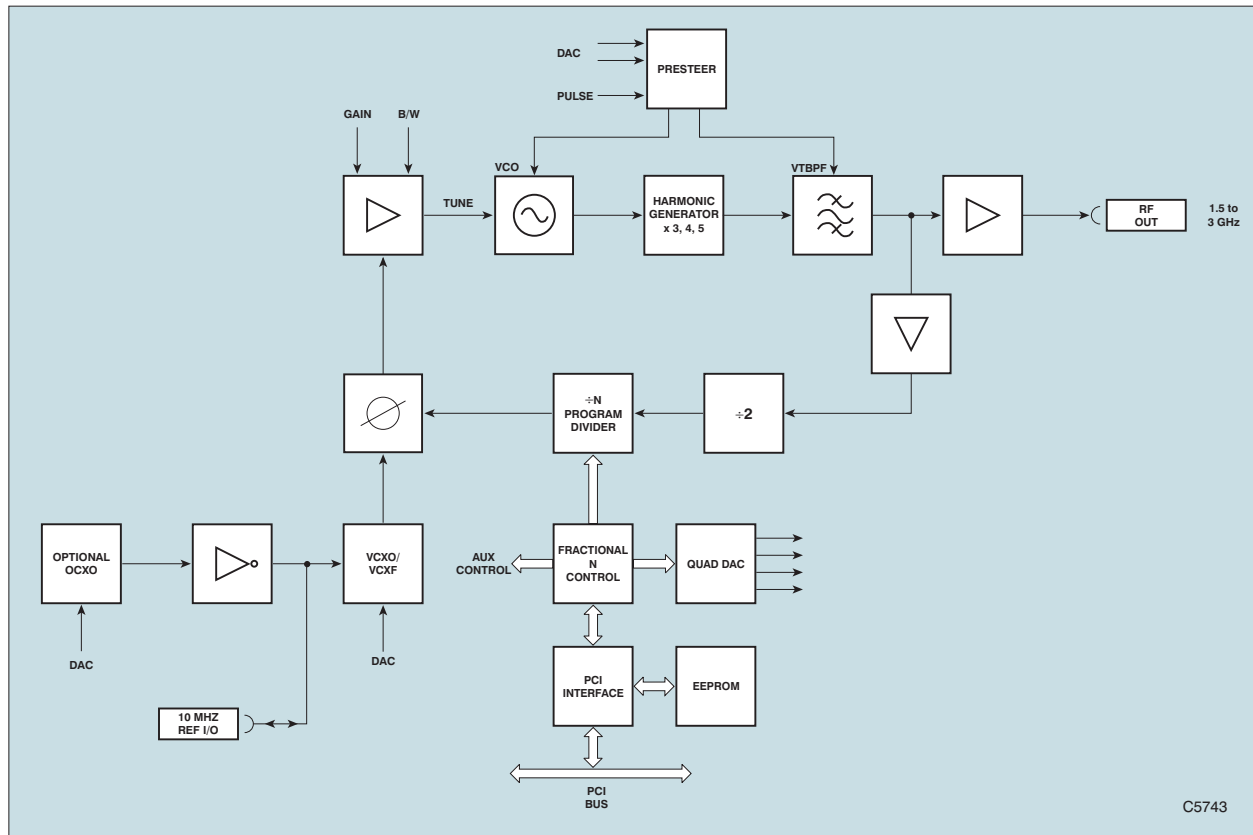 DAC
PULSE
PRESTEER
GAIN
B/W
TUNE
VCO
HARMONIC
GENERATOR
x 3, 4, 5
VTBPF
RF
OUT
1.5 to
3 GHz
÷N
PROGRAM
DIVIDER
÷2
OPTIONAL
OCXO
DAC
VCXO/
VCXF
DAC
AUX
CONTROL
FRACTIONAL
N
CONTROL
QUAD DAC
PCI
INTERFACE
EEPROM
10 MHZ
REF I/O
PCI
BUS
C5743